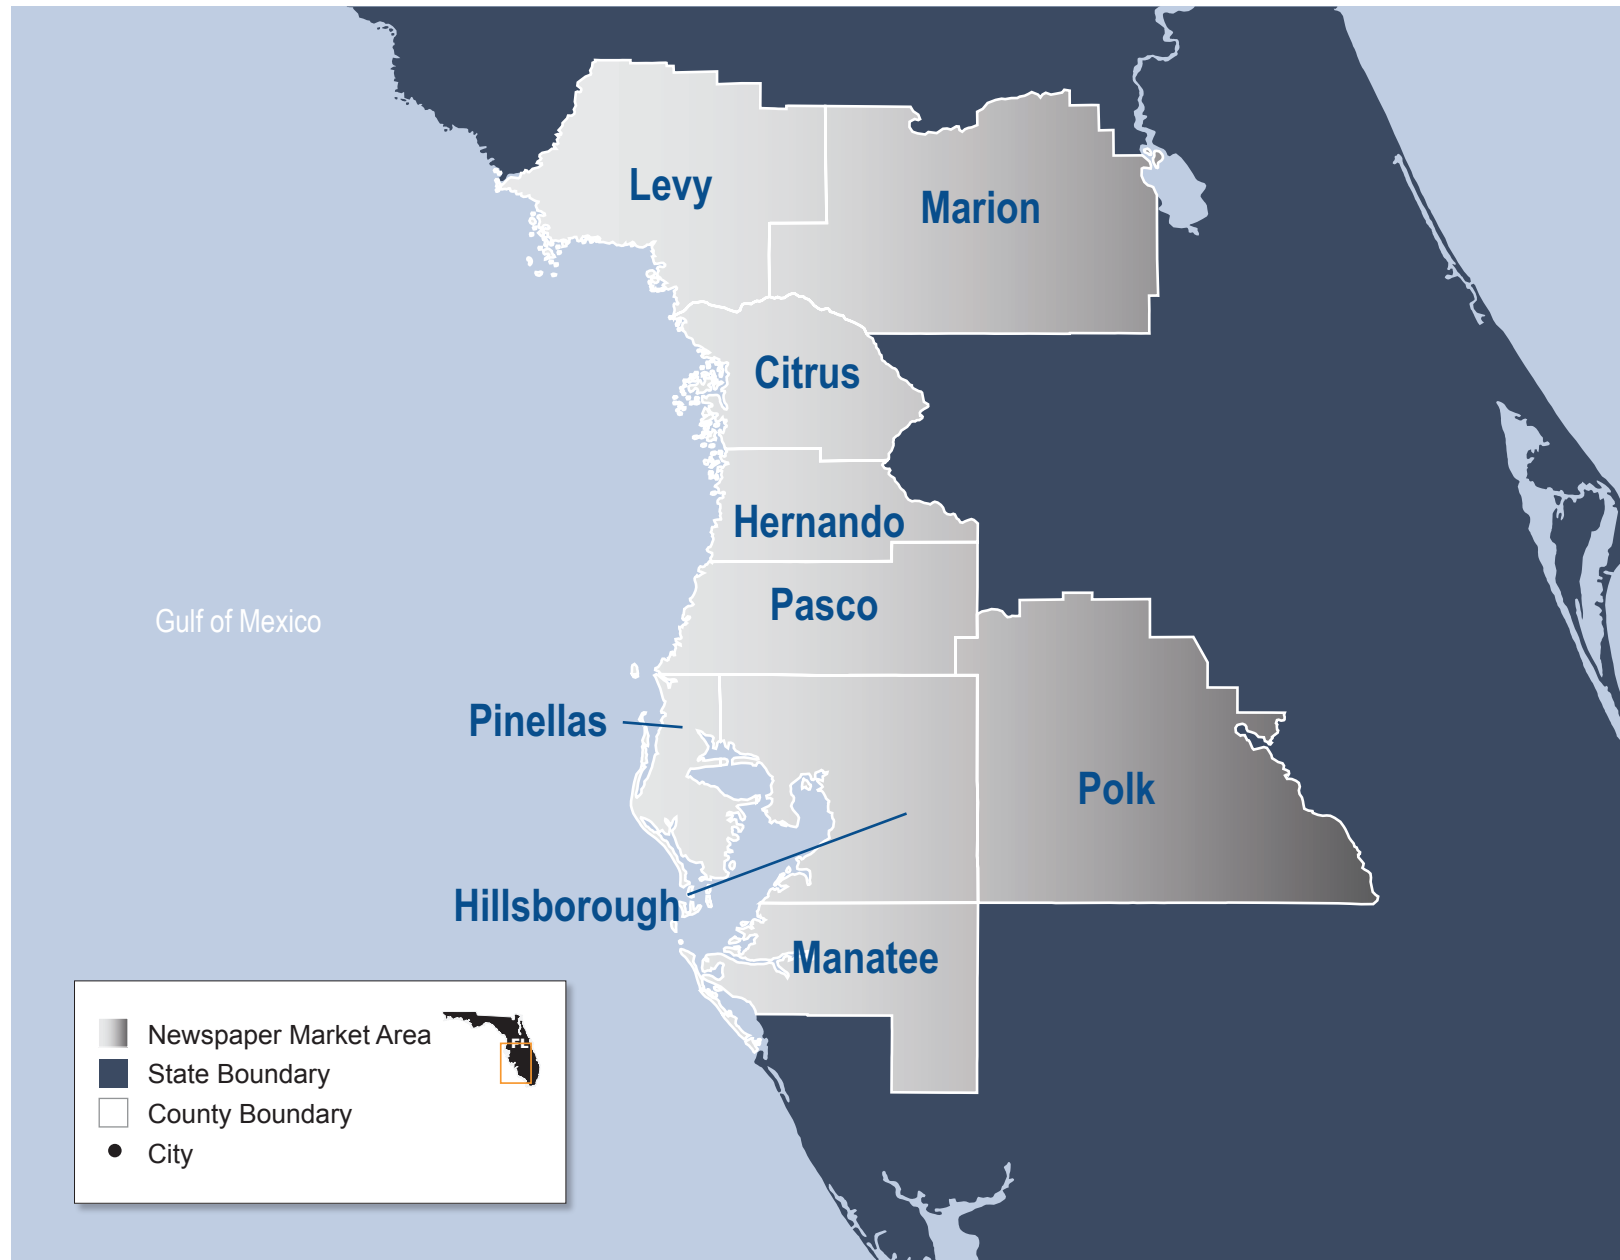 Levy
Marion
Citrus
Hernando
Pasco
Gulf of Mexico
Pinellas
Polk
Hillsborough
Manatee
Newspaper Market Area
FL
State Boundary
County Boundary
City